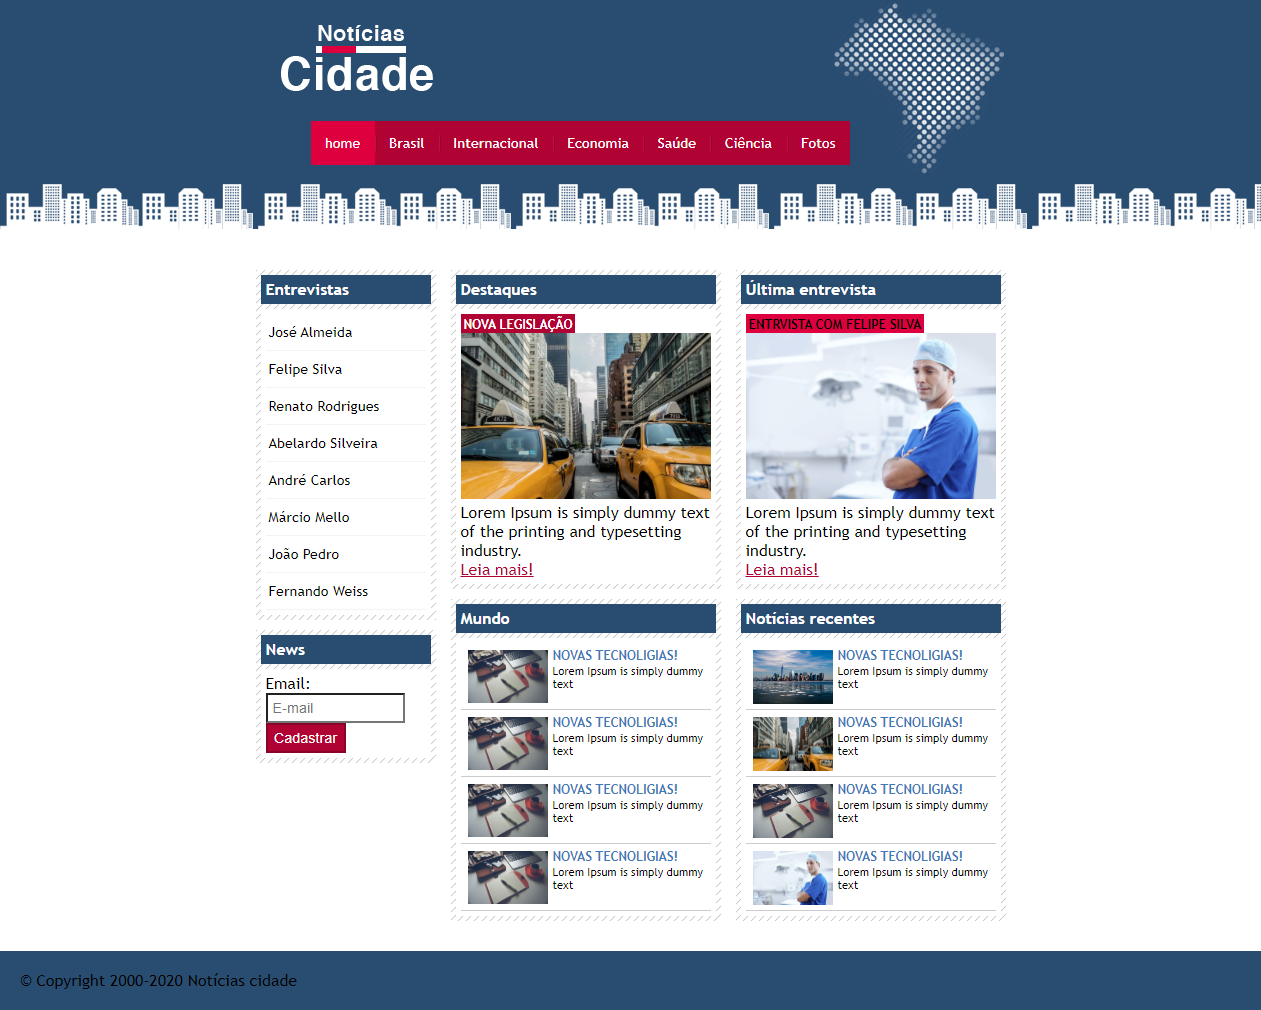 Notícias
Cidade
home
Brasil
Internacional
Economia
Saúde
Ciência
Fotos
Entrevistas
José Almeida
Felipe Silva
Renato Rodrigues
Abelardo Silveira
André Carlos
Márcio Mello
João Pedro
Fernando Weiss
News
Email:
E-mail
Cadastrar
Destaques
NOVA LEGISLAÇÃO
Lorem Ipsum is simply dummy text
of the printing and typesetting
industry.
Leia mais!
Última entrevista
ENTRVISTA COM FELIPE SILVA
Lorem Ipsum is simply dummy text
of the printing and typesetting
industry.
Leia mais!
Mundo
NOVAS TECNOLIGIAS!
Lorem Ipsum is simply dummy
text
NOVAS TECNOLIGIAS!
Lorem Ipsum is simply dummy
text
NOVAS TECNOLIGIAS!
Lorem Ipsum is simply dummy
text
NOVAS TECNOLIGIAS!
Lorem Ipsum is simply dummy
text
Notícias recentes
NOVAS TECNOLIGIAS!
Lorem Ipsum is simply dummy
text
NOVAS TECNOLIGIAS!
Lorem Ipsum is simply dummy
text
NOVAS TECNOLIGIAS!
Lorem Ipsum is simply dummy
text
NOVAS TECNOLIGIAS!
Lorem Ipsum is simply dummy
text
© Copyright 2000-2020 Notícias cidade